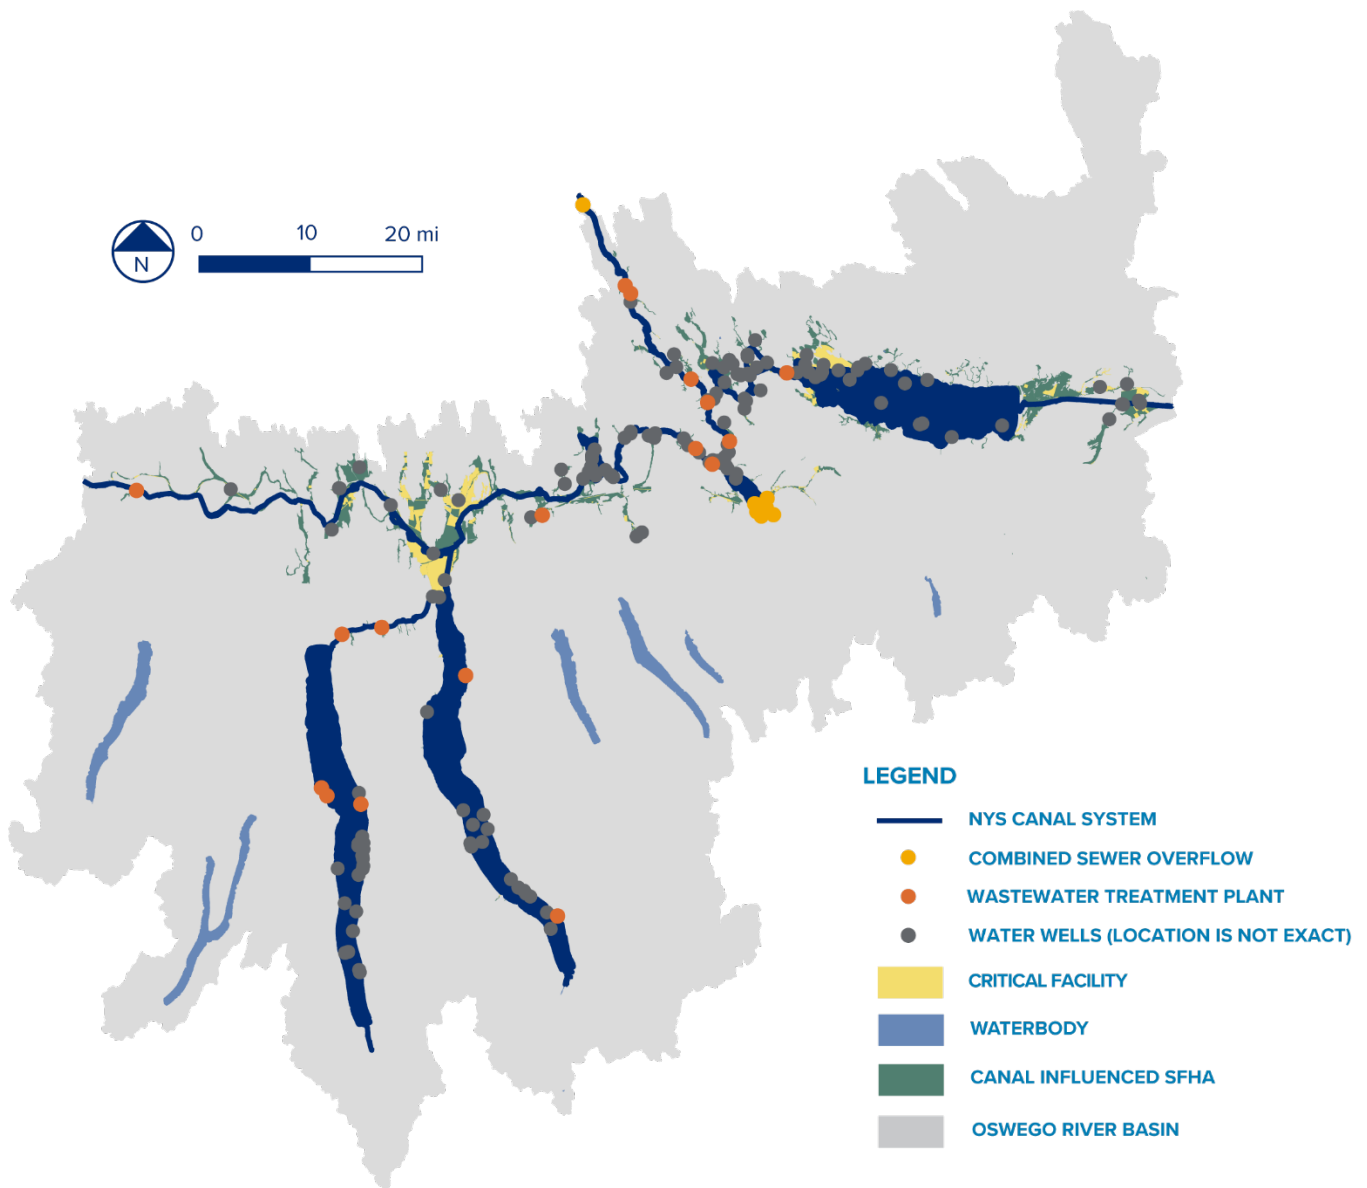 0 10 20 mi
N
LEGEND
NYS CANAL SYSTEM
COMBINED SEWER OVERFLOW
WASTEWATER TREATMENT PLANT
WATER WELLS (LOCATION IS NOT EXACT)
CRITICAL FACILITY
WATERBODY
CANAL INFLUENCED SFHA
OSWEGO RIVER BASIN